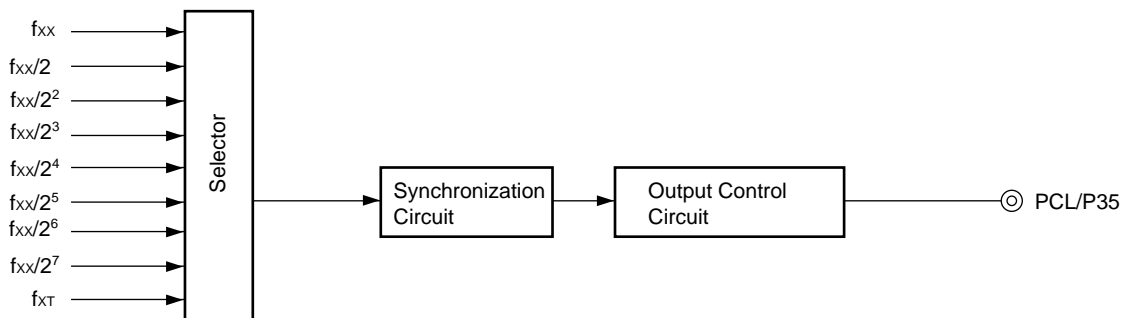 fXX
fXX/2
fXX/2²
fXX/2³
fXX/2⁴
fXX/2⁵
fXX/2⁶
fXX/2⁷
fXT
Selector
Synchronization
Circuit
Output Control
Circuit
PCL/P35